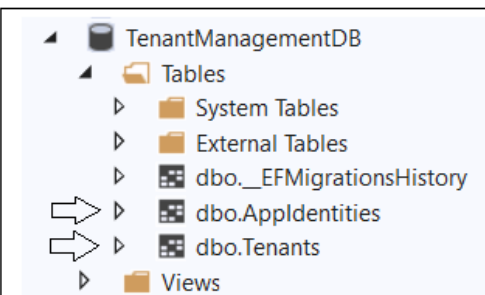 TenantManagementDB
Tables
System Tables
External Tables
dbo.__EFMigrationsHistory
dbo.AppIdentities
dbo.Tenants
Views